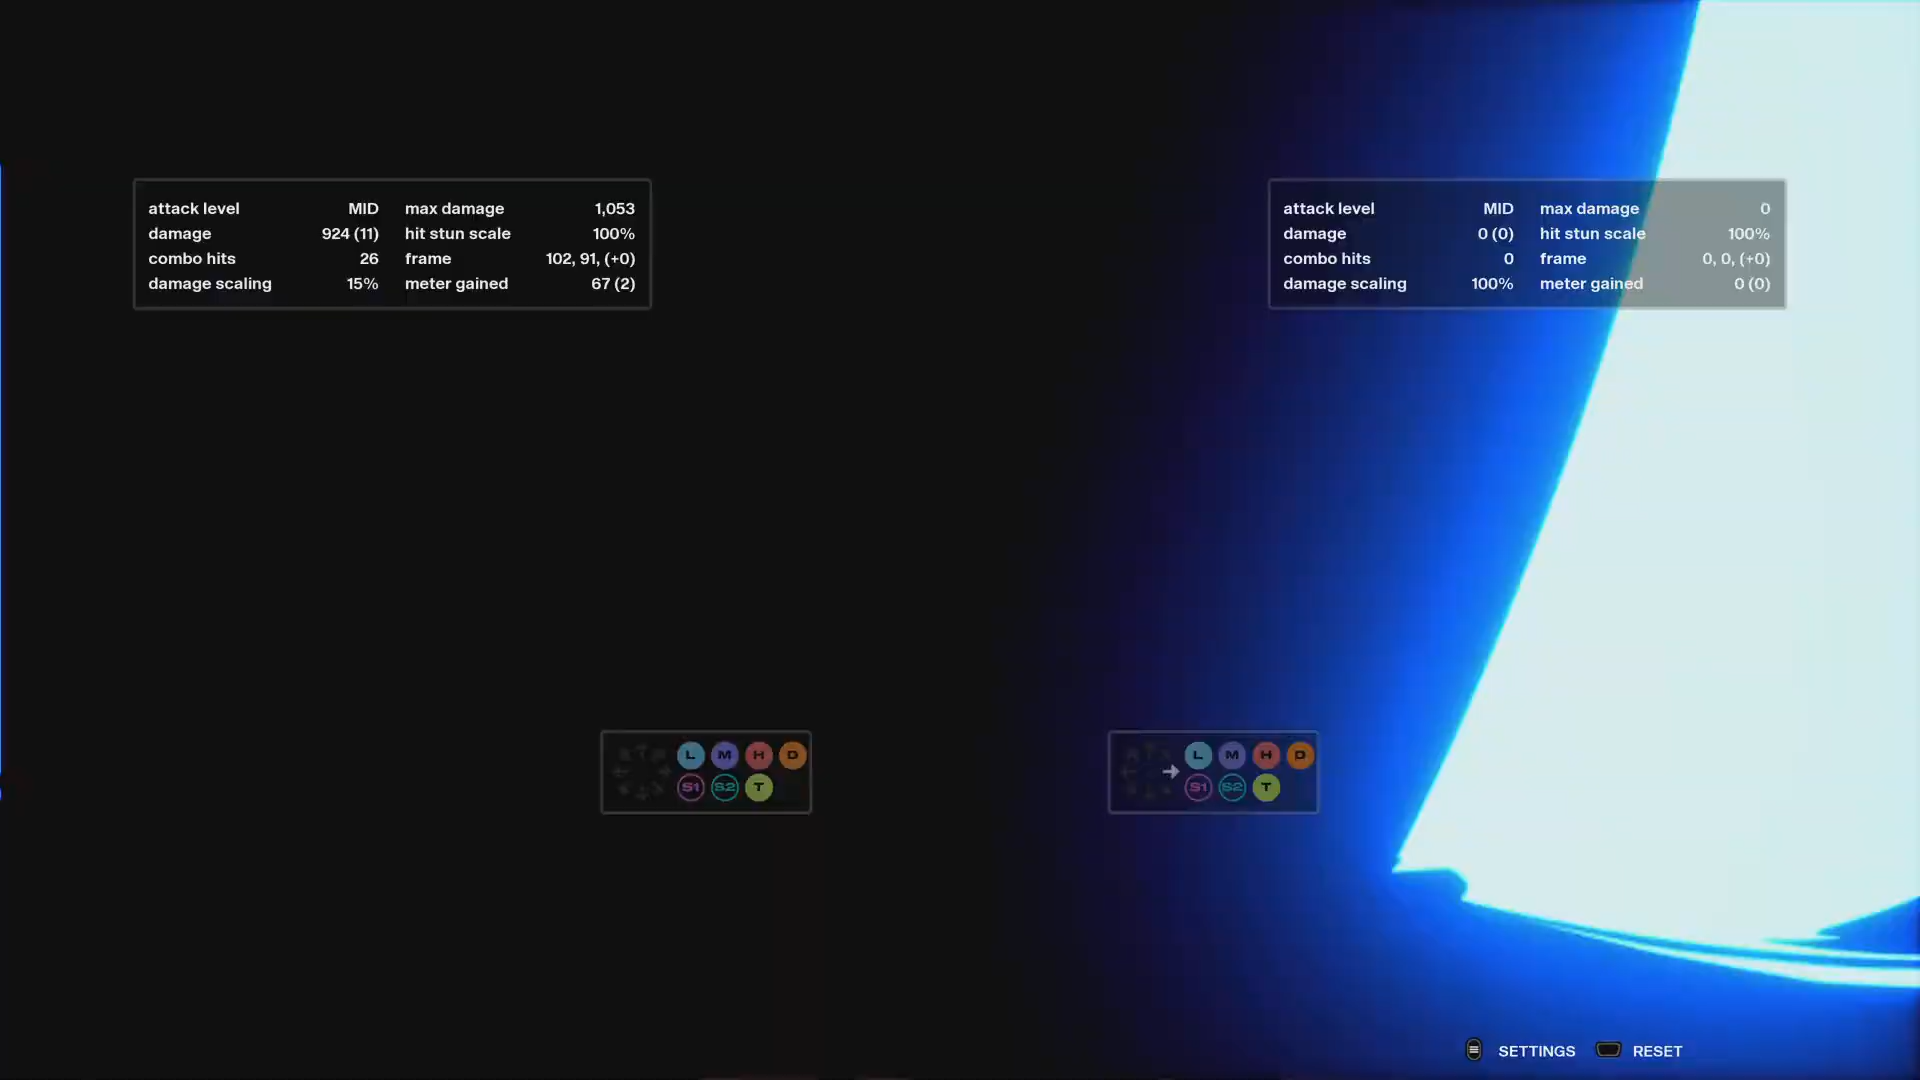 attack level MID max damage 1,053
damage 924 (11) hit stun scale 100%
combo hits 26 frame 102, 91, (+0)
damage scaling 15% meter gained 67 (2)
attack level MID max damage 0
damage 0 (0) hit stun scale 100%
combo hits 0 frame 0, 0, (+0)
damage scaling 100% meter gained 0 (0)
L M H D
S1 S2 T
L M H D
S1 S2 T
SETTINGS RESET